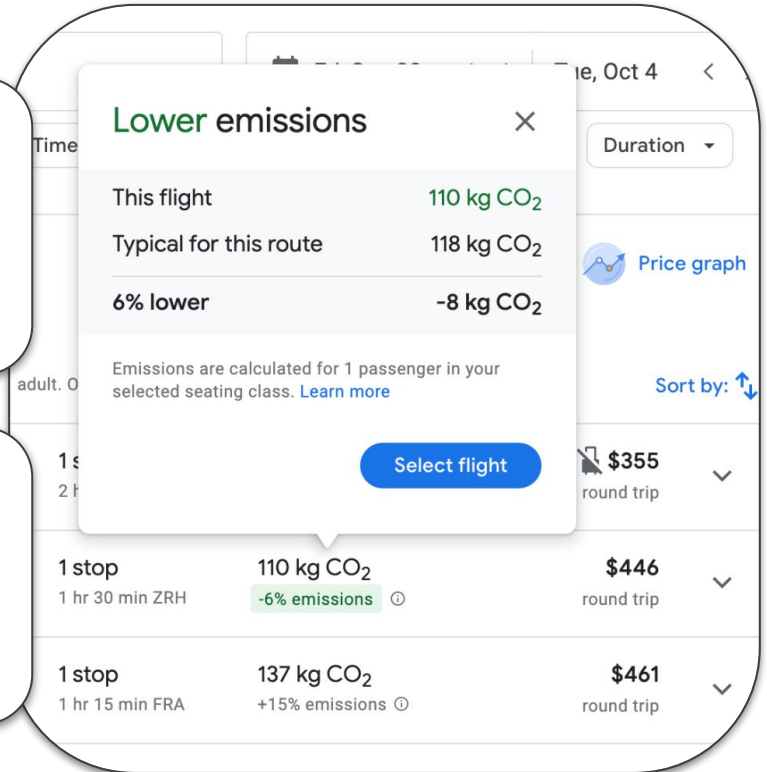 ue, Oct 4
Lower emissions
Time
Duration
This flight 110 kg CO₂
Typical for this route 118 kg CO₂
Price graph
6% lower -8 kg CO₂
Emissions are calculated for 1 passenger in your
selected seating class. Learn more
adult.
Sort by:
Select flight
$355
round trip
1 stop 110 kg CO₂ $446
1 hr 30 min ZRH -6% emissions round trip
1 stop 137 kg CO₂ $461
1 hr 15 min FRA +15% emissions round trip